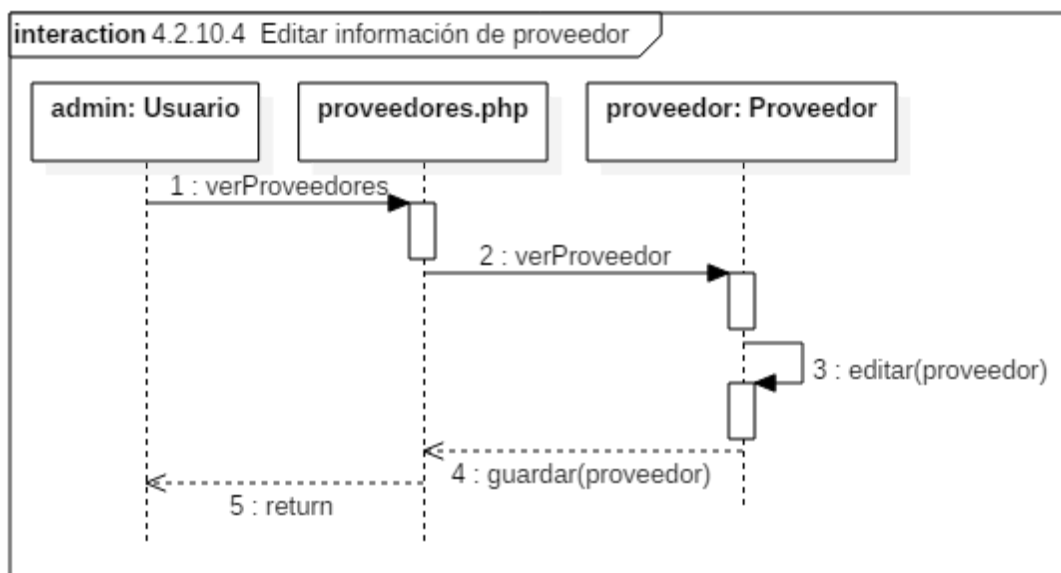 interaction 4.2.10.4 Editar información de proveedor
admin: Usuario
proveedores.php
proveedor: Proveedor
1 : verProveedores
2 : verProveedor
3 : editar(proveedor)
4 : guardar(proveedor)
5 : return